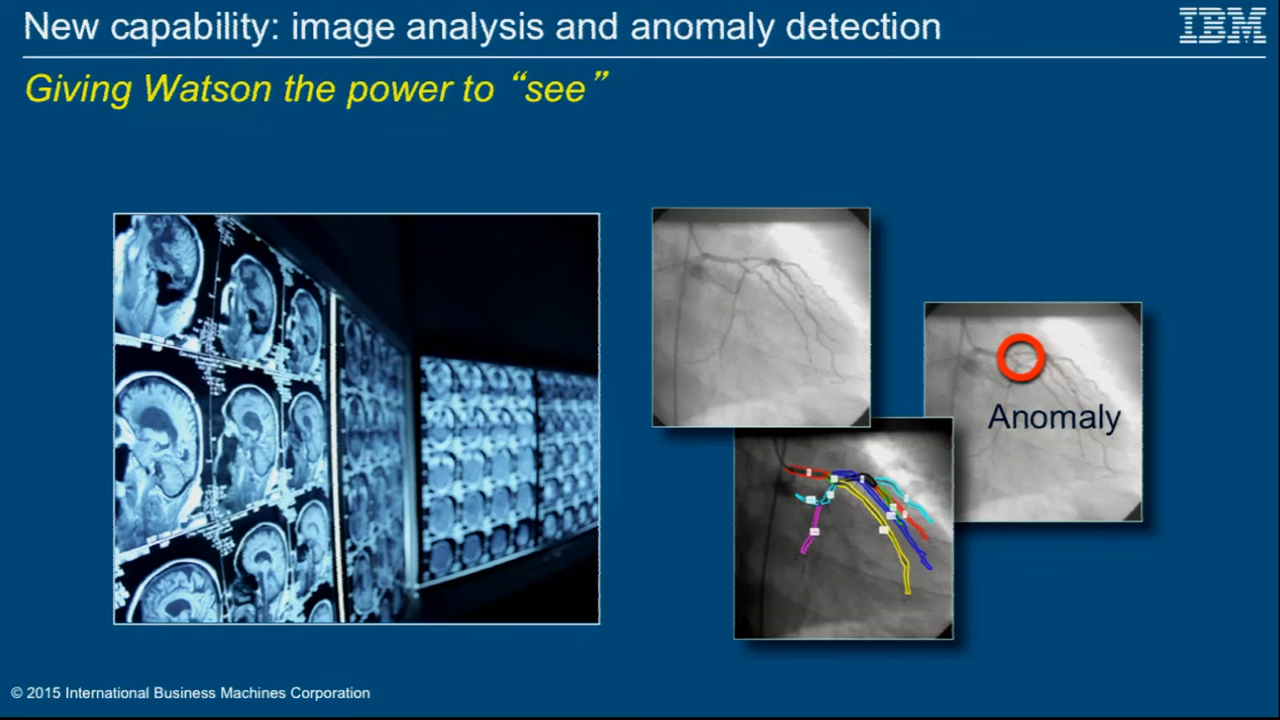 New capability: image analysis and anomaly detection
IBM
Giving Watson the power to “see”
Anomaly
© 2015 International Business Machines Corporation